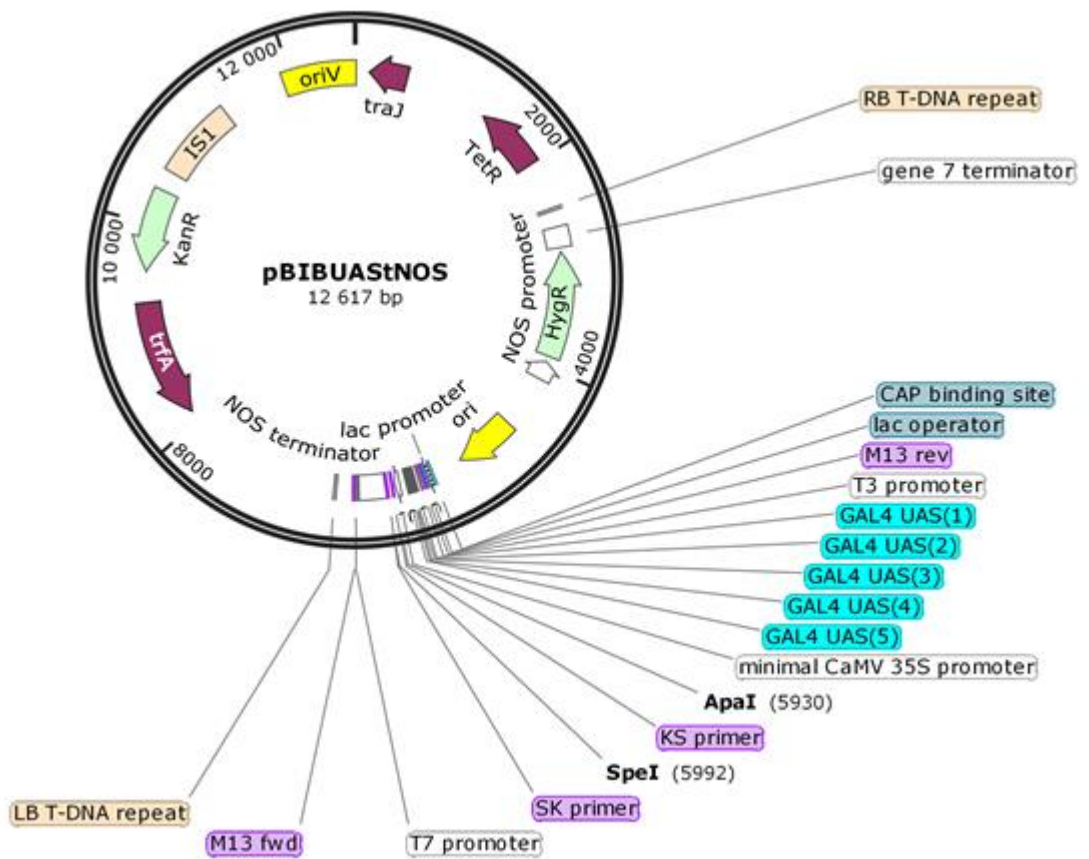 12 000
oriV
traJ
2000
TetR
RB T-DNA repeat
gene 7 terminator
IS1
KanR
10 000
pBIBUAStNOS
12 617 bp
NOS promoter
HygR
4000
trfA
NOS terminator
lac promoter
ori
8000
CAP binding site
lac operator
M13 rev
T3 promoter
GAL4 UAS(1)
GAL4 UAS(2)
GAL4 UAS(3)
GAL4 UAS(4)
GAL4 UAS(5)
minimal CaMV 35S promoter
ApaI (5930)
KS primer
SpeI (5992)
SK primer
LB T-DNA repeat
M13 fwd
T7 promoter